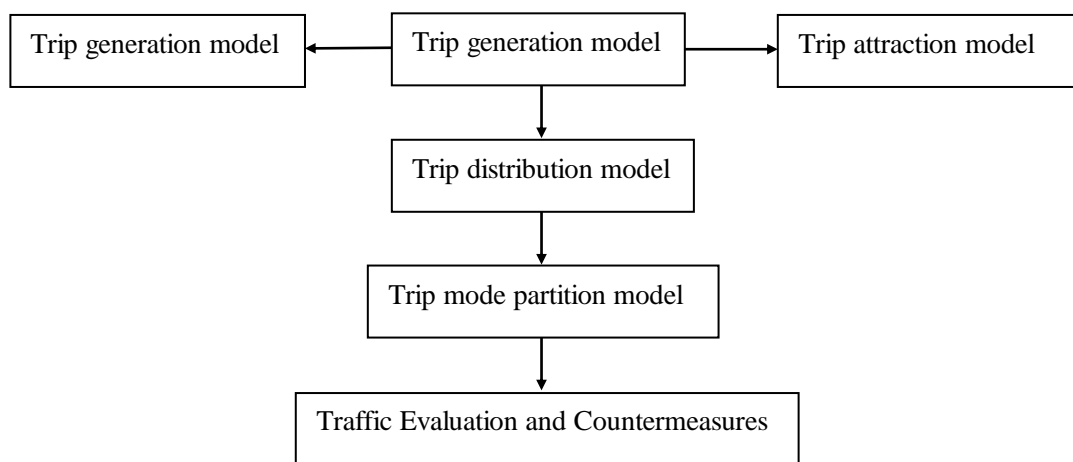 Trip generation model
Trip generation model
Trip attraction model
Trip distribution model
Trip mode partition model
Traffic Evaluation and Countermeasures